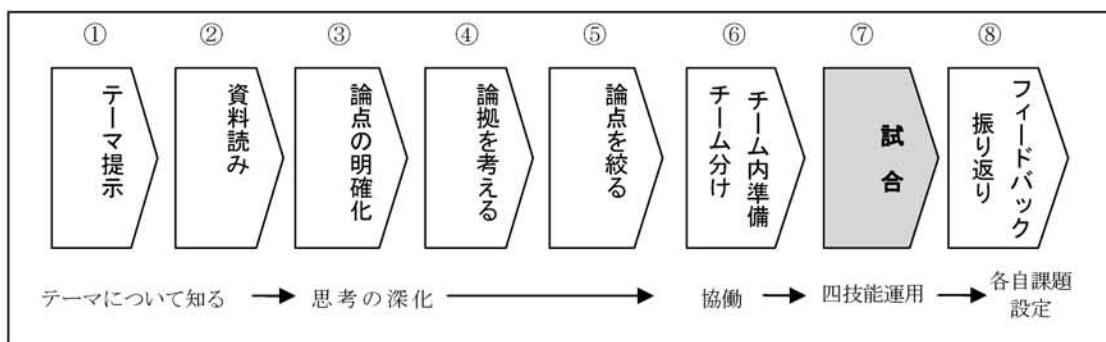 ① ② ③ ④ ⑤ ⑥ ⑦ ⑧
テーマ提示
資料読み
論点の明確化
論拠を考える
論点を絞る
チーム内準備
チーム分け
試合
フィードバック
振り返り
テーマについて知る
思考の深化
協働
四技能運用
各自課題
設定